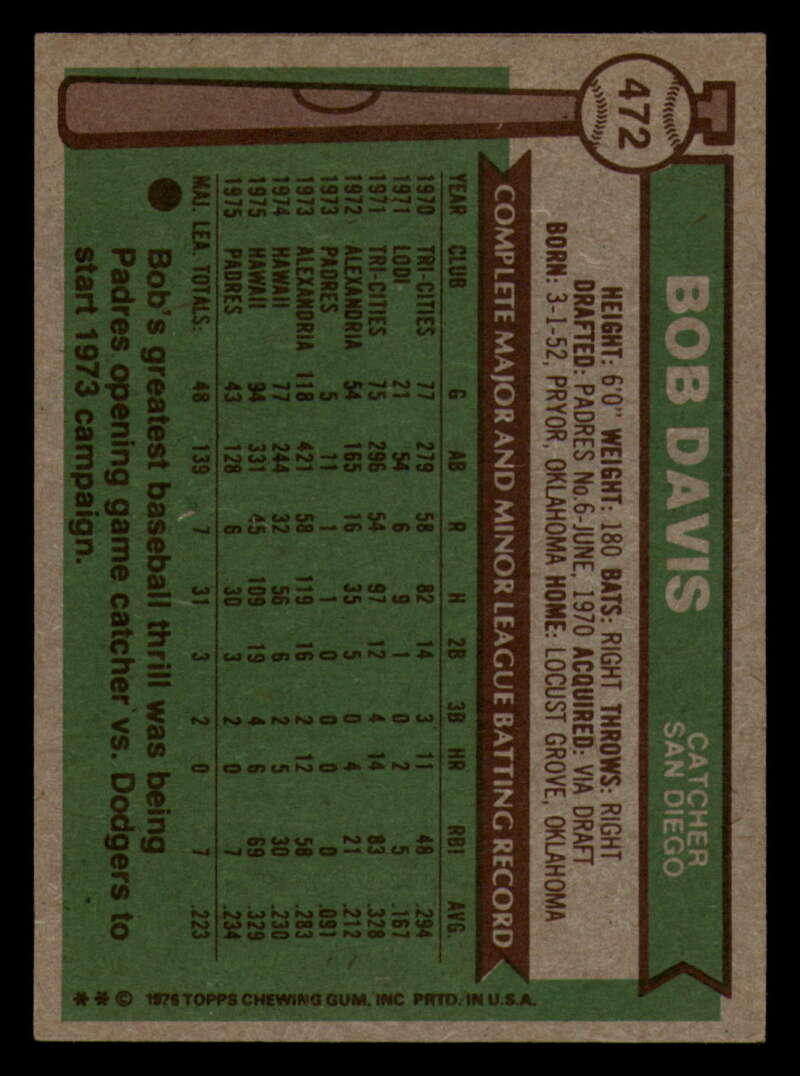 472
BOB DAVIS
CATCHER
SAN DIEGO
HEIGHT: 6'0" WEIGHT: 180 BATS: RIGHT THROWS: RIGHT
DRAFTED: PADRES No.6-JUNE, 1970 ACQUIRED: VIA DRAFT
BORN: 3-1-52, PRYOR, OKLAHOMA HOME: LOCUST GROVE, OKLAHOMA
COMPLETE MAJOR AND MINOR LEAGUE BATTING RECORD
YEAR CLUB G AB R H 2B 3B HR RBI AVG.
1970 TRI-CITIES 77 279 58 82 14 3 11 48 .294
1971 LODI 21 54 6 9 1 0 2 5 .167
1971 TRI-CITIES 75 296 54 97 12 4 14 83 .328
1972 ALEXANDRIA 54 165 16 35 5 0 4 21 .212
1973 PADRES 5 11 1 1 0 0 0 0 .091
1973 ALEXANDRIA 118 421 58 119 16 2 12 58 .283
1974 HAWAII 77 244 32 56 6 2 5 30 .230
1975 HAWAII 94 331 45 109 19 4 6 69 .329
1975 PADRES 43 128 6 30 3 2 0 7 .234
MAJ. LEA. TOTALS: 48 139 7 31 3 2 0 7 .223
Bob's greatest baseball thrill was being
Padres opening game catcher vs. Dodgers to
start 1973 campaign.
* * © 1976 TOPPS CHEWING GUM, INC PRTD. IN U.S.A.